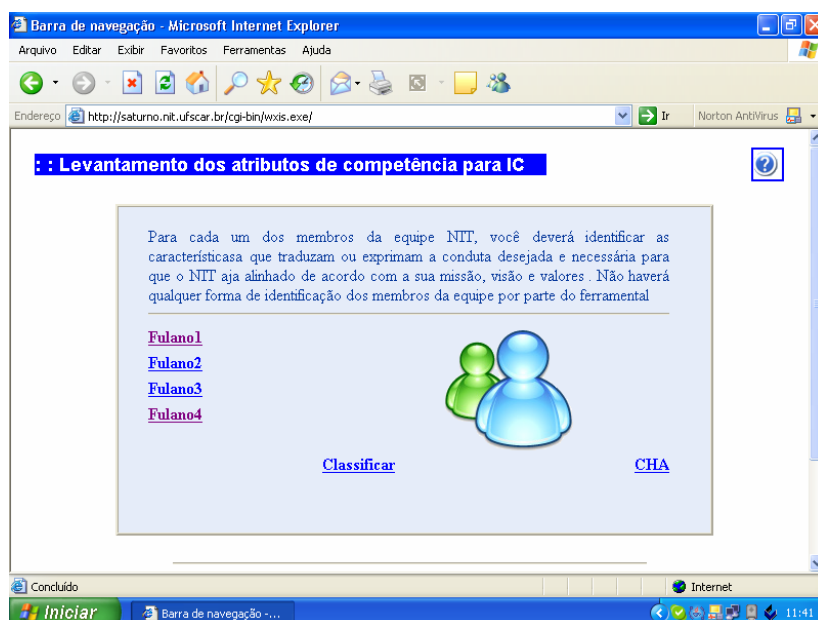 Barra de navegação - Microsoft Internet Explorer
Arquivo Editar Exibir Favoritos Ferramentas Ajuda
Endereço http://saturno.nit.ufscar.br/cgi-bin/wxis.exe/ Ir Norton AntiVirus
: : Levantamento dos atributos de competência para IC
Para cada um dos membros da equipe NIT, você deverá identificar as
característicasa que traduzam ou exprimam a conduta desejada e necessária para
que o NIT aja alinhado de acordo com a sua missão, visão e valores . Não haverá
qualquer forma de identificação dos membros da equipe por parte do ferramental
Fulano1
Fulano2
Fulano3
Fulano4
Classificar CHA
Concluído Internet
Iniciar Barra de navegação -... 11:41